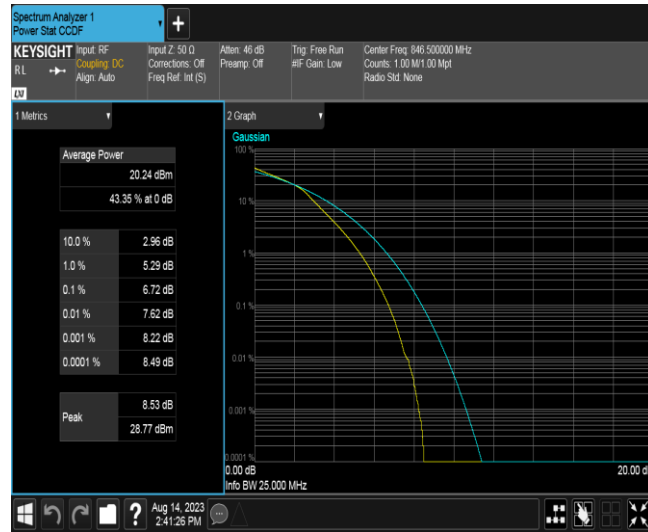 Spectrum Analyzer 1
Power Stat CCDF
KEYSIGHT
RL
LXI
Input: RF
Coupling: DC
Align: Auto
Input Z: 50 Ω
Corrections: Off
Freq Ref: Int (S)
Atten: 46 dB
Preamp: Off
Trig: Free Run
#IF Gain: Low
Center Freq: 846.500000 MHz
Counts: 1.00 M/1.00 Mpt
Radio Std: None
1 Metrics
Average Power
20.24 dBm
43.35 % at 0 dB
10.0 % 2.96 dB
1.0 % 5.29 dB
0.1 % 6.72 dB
0.01 % 7.62 dB
0.001 % 8.22 dB
0.0001 % 8.49 dB
Peak
8.53 dB
28.77 dBm
2 Graph
Gaussian
100 %
10 %
1 %
0.1 %
0.01 %
0.001 %
0.0001 %
0.00 dB
20.00 d
Info BW 25.000 MHz
?
Aug 14, 2023
2:41:26 PM